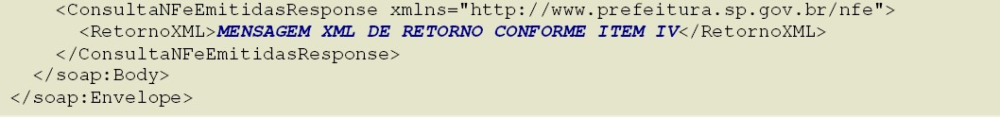 <ConsultaNFeEmitidasResponse xmlns="http://www.prefeitura.sp.gov.br/nfe">
<RetornoXML>MENSAGEM XML DE RETORNO CONFORME ITEM IV</RetornoXML>
</ConsultaNFeEmitidasResponse>
</soap:Body>
</soap:Envelope>